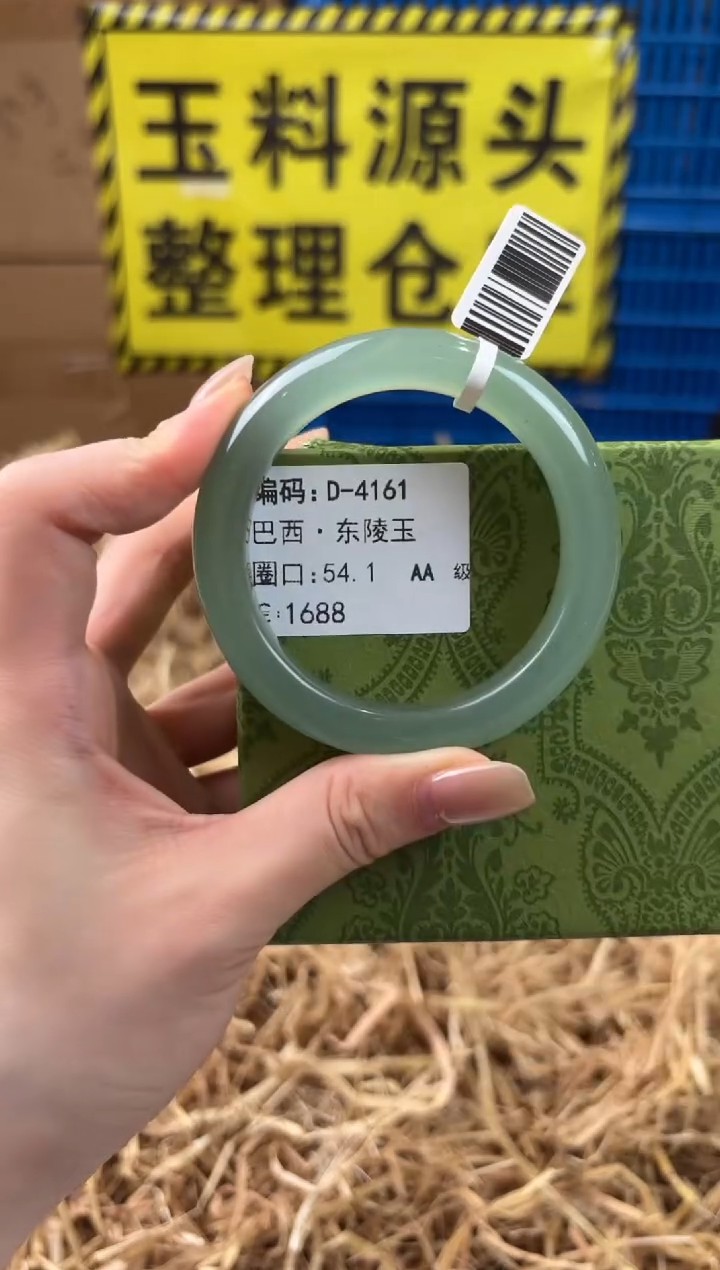 玉料源头
整理仓
编码:D-4161
巴西·东陵玉
圈口:54.1 AA 级
:1688